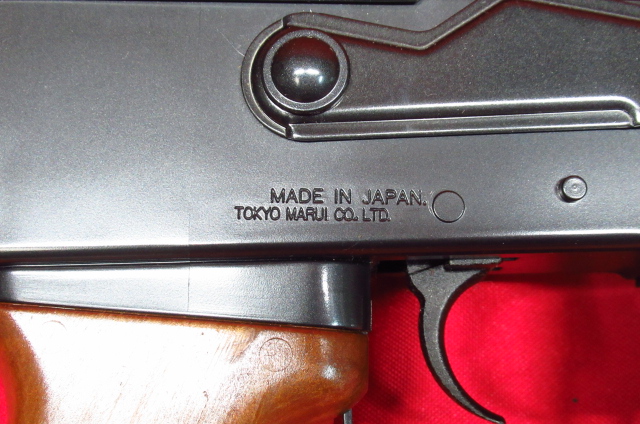 MADE IN JAPAN.
TOKYO MARUI CO. LTD.